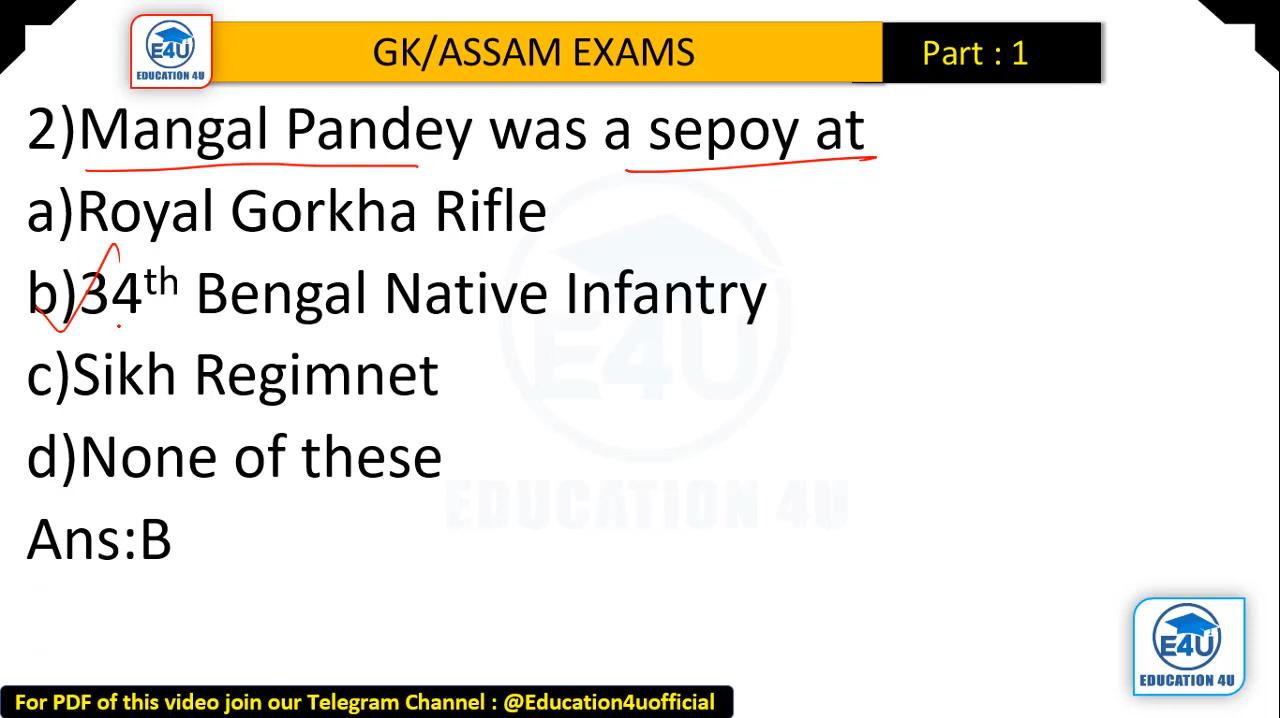 E4U
EDUCATION 4U
GK/ASSAM EXAMS
Part : 1
2)Mangal Pandey was a sepoy at
a)Royal Gorkha Rifle
b)34th Bengal Native Infantry
c)Sikh Regimnet
d)None of these
Ans:B
E4U
EDUCATION 4U
E4U
EDUCATION 4U
For PDF of this video join our Telegram Channel : @Education4uofficial